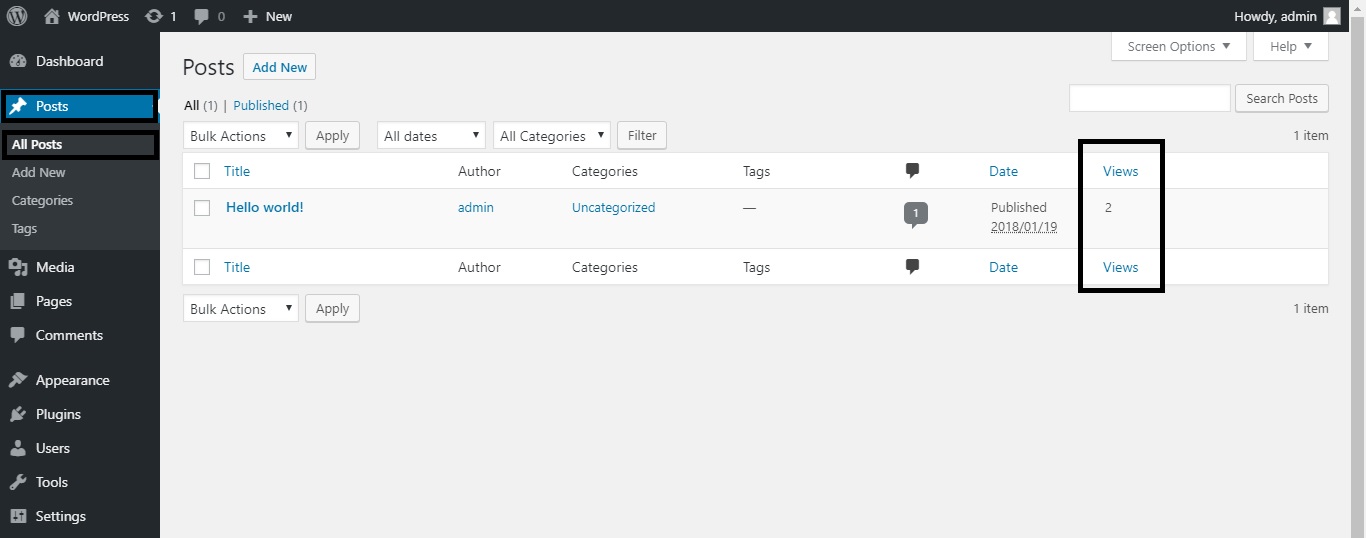 WordPress 1 0 New Howdy, admin
Dashboard
Posts
All Posts
Add New
Categories
Tags
Media
Pages
Comments
Appearance
Plugins
Users
Tools
Settings
Screen Options Help
Posts Add New
All (1) | Published (1)
Search Posts
Bulk Actions Apply All dates All Categories Filter 1 item
Title Author Categories Tags Date Views
Hello world! admin Uncategorized — 1 Published 2
2018/01/19
Title Author Categories Tags Date Views
Bulk Actions Apply 1 item